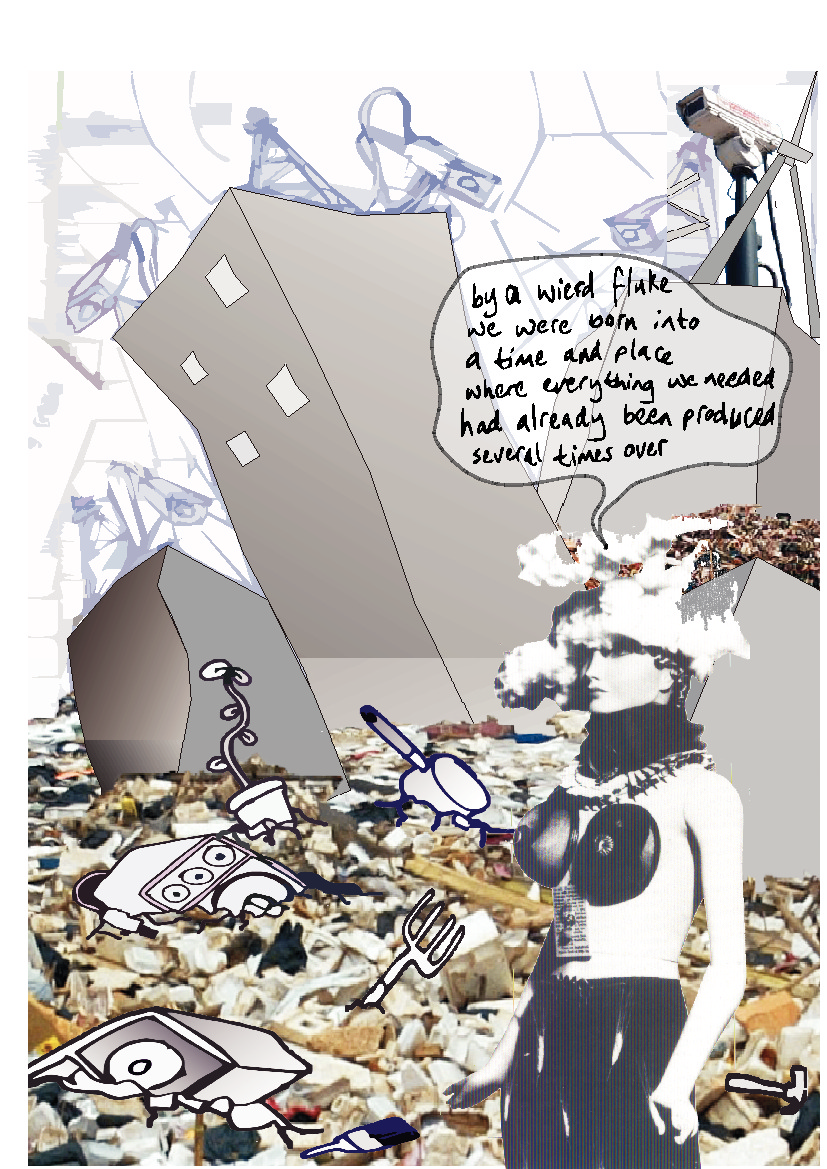 by a wierd fluke
we were born into
a time and place
where everything we needed
had already been produced
several times over